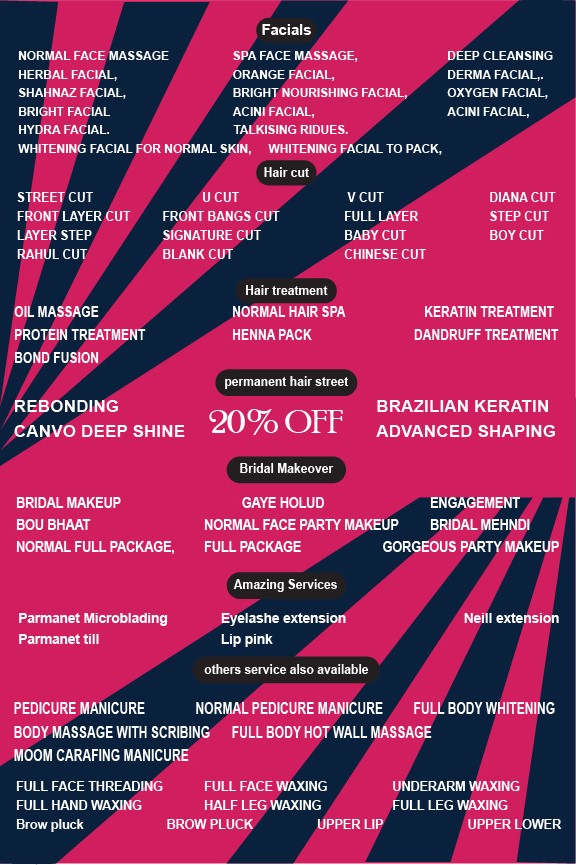 Facials
NORMAL FACE MASSAGE SPA FACE MASSAGE, DEEP CLEANSING
HERBAL FACIAL, ORANGE FACIAL, DERMA FACIAL,.
SHAHNAZ FACIAL, BRIGHT NOURISHING FACIAL, OXYGEN FACIAL,
BRIGHT FACIAL ACINI FACIAL, ACINI FACIAL,
HYDRA FACIAL. TALKISING RIDUES.
WHITENING FACIAL FOR NORMAL SKIN, WHITENING FACIAL TO PACK,
Hair cut
STREET CUT U CUT V CUT DIANA CUT
FRONT LAYER CUT FRONT BANGS CUT FULL LAYER STEP CUT
LAYER STEP SIGNATURE CUT BABY CUT BOY CUT
RAHUL CUT BLANK CUT CHINESE CUT
Hair treatment
OIL MASSAGE NORMAL HAIR SPA KERATIN TREATMENT
PROTEIN TREATMENT HENNA PACK DANDRUFF TREATMENT
BOND FUSION
permanent hair street
REBONDING BRAZILIAN KERATIN
CANVO DEEP SHINE 20% OFF ADVANCED SHAPING
Bridal Makeover
BRIDAL MAKEUP GAYE HOLUD ENGAGEMENT
BOU BHAAT NORMAL FACE PARTY MAKEUP BRIDAL MEHNDI
NORMAL FULL PACKAGE, FULL PACKAGE GORGEOUS PARTY MAKEUP
Amazing Services
Parmanet Microblading Eyelashe extension Neill extension
Parmanet till Lip pink
others service also available
PEDICURE MANICURE NORMAL PEDICURE MANICURE FULL BODY WHITENING
BODY MASSAGE WITH SCRIBING FULL BODY HOT WALL MASSAGE
MOOM CARAFING MANICURE
FULL FACE THREADING FULL FACE WAXING UNDERARM WAXING
FULL HAND WAXING HALF LEG WAXING FULL LEG WAXING
Brow pluck BROW PLUCK UPPER LIP UPPER LOWER